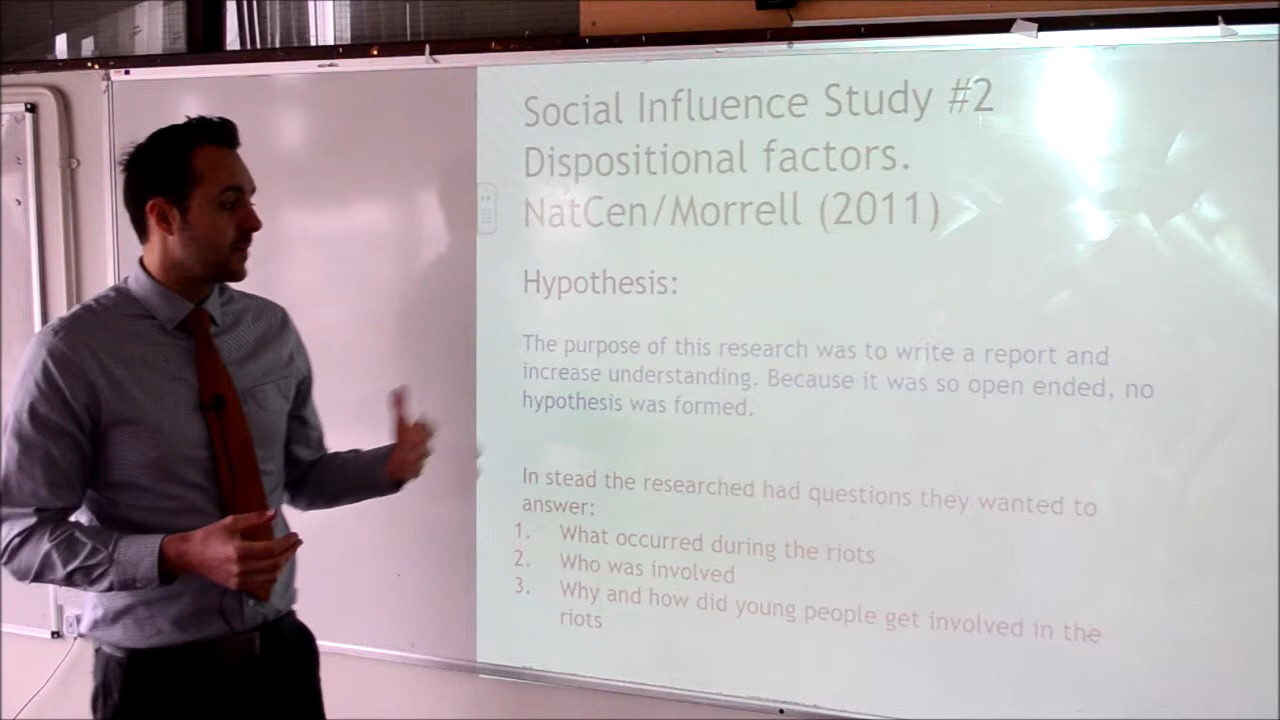 Social Influence Study #2
Dispositional factors.
NatCen/Morrell (2011)
Hypothesis:
The purpose of this research was to write a report and
increase understanding. Because it was so open ended, no
hypothesis was formed.
In stead the researched had questions they wanted to
answer:
1. What occurred during the riots
2. Who was involved
3. Why and how did young people get involved in the
riots